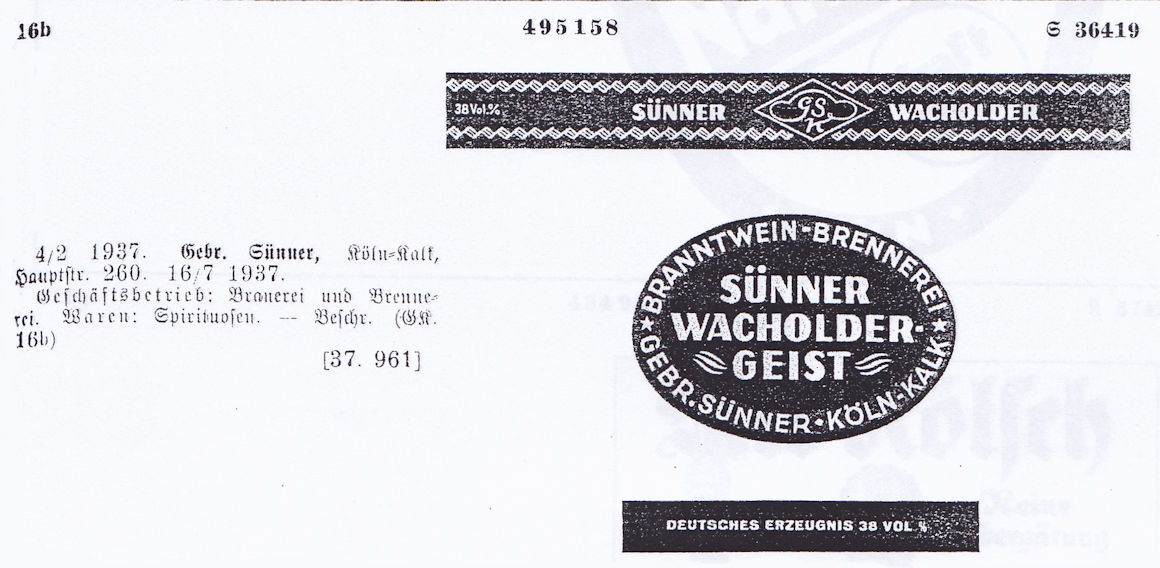 16b 495158 S 36419
38 Vol.% SÜNNER GSK WACHOLDER
4/2 1937. Gebr. Sünner, Köln-Kalk,
Hauptstr. 260. 16/7 1937.
Geschäftsbetrieb: Brauerei und Brenne-
rei. Waren: Spirituosen. — Beschr. (GK.
16b)
[37. 961]
BRANNTWEIN-BRENNEREI
SÜNNER
WACHOLDER-
GEIST
GEBR. SÜNNER·KÖLN-KALK
DEUTSCHES ERZEUGNIS 38 VOL.%